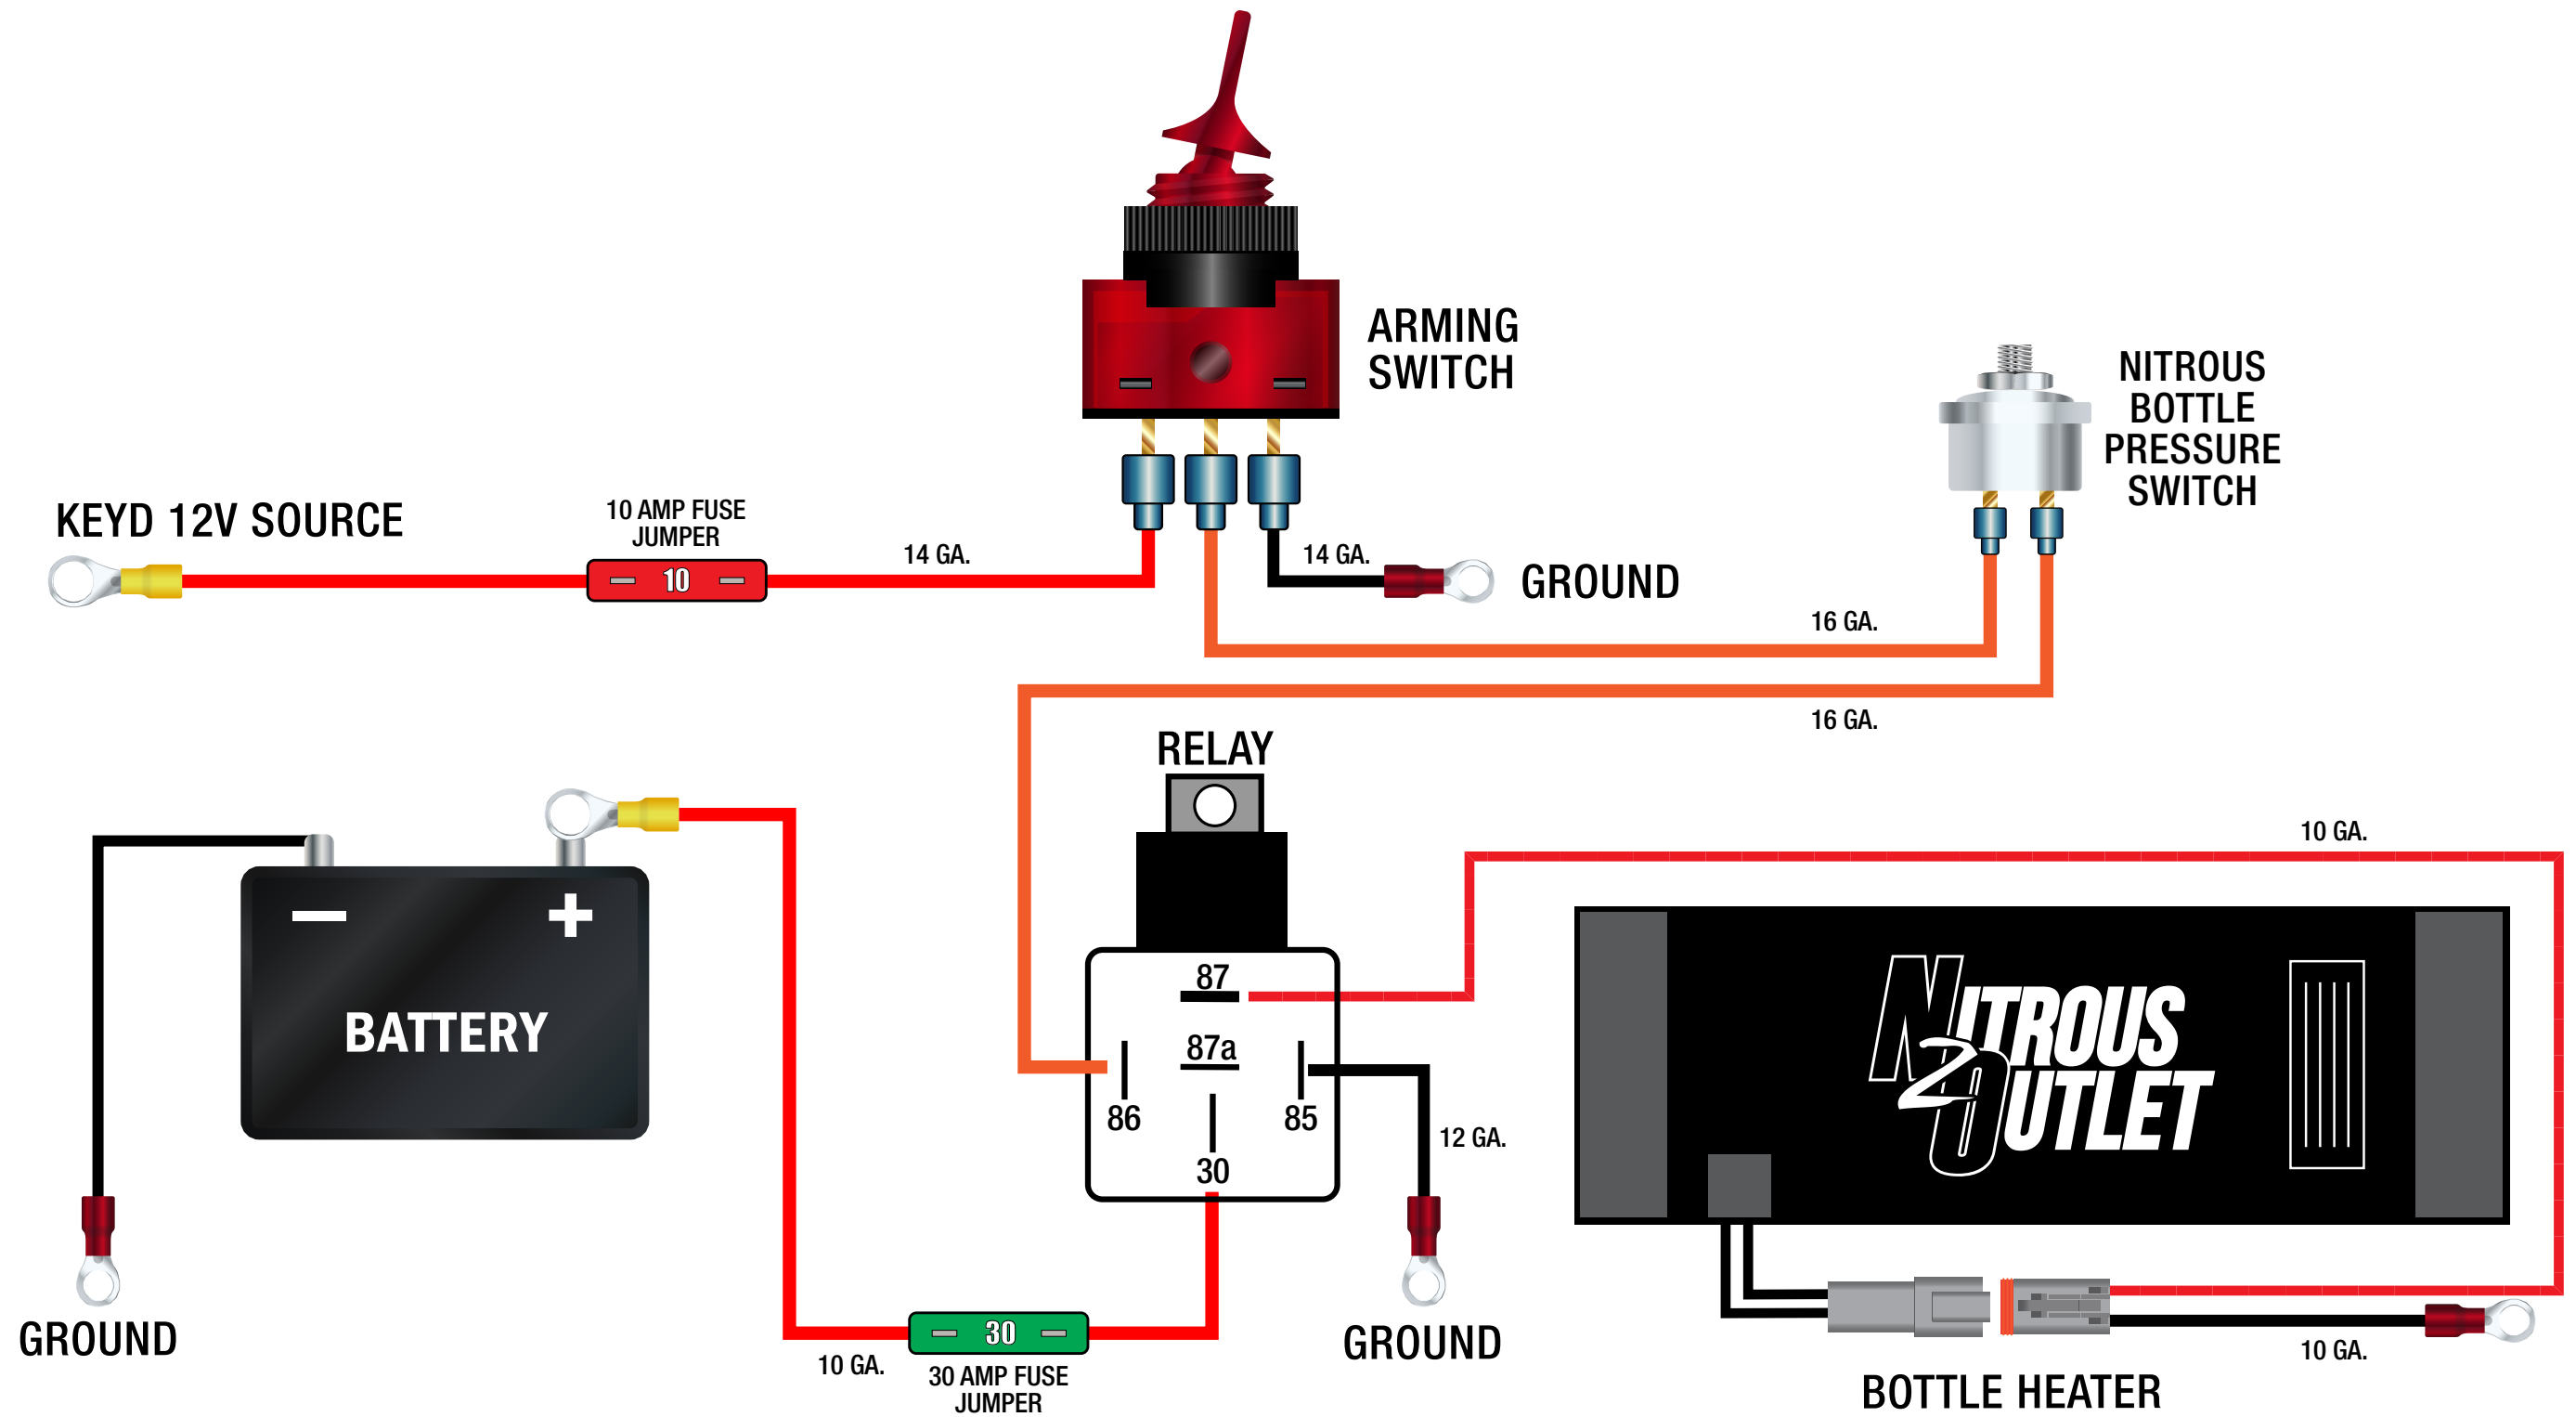 ARMING
SWITCH
NITROUS
BOTTLE
PRESSURE
SWITCH
KEYD 12V SOURCE
10 AMP FUSE
JUMPER
10
14 GA.
14 GA.
GROUND
16 GA.
16 GA.
RELAY
10 GA.
BATTERY
87
87a
86
85
30
12 GA.
NITROUS
2
OUTLET
GROUND
30
10 GA.
30 AMP FUSE
JUMPER
GROUND
10 GA.
BOTTLE HEATER